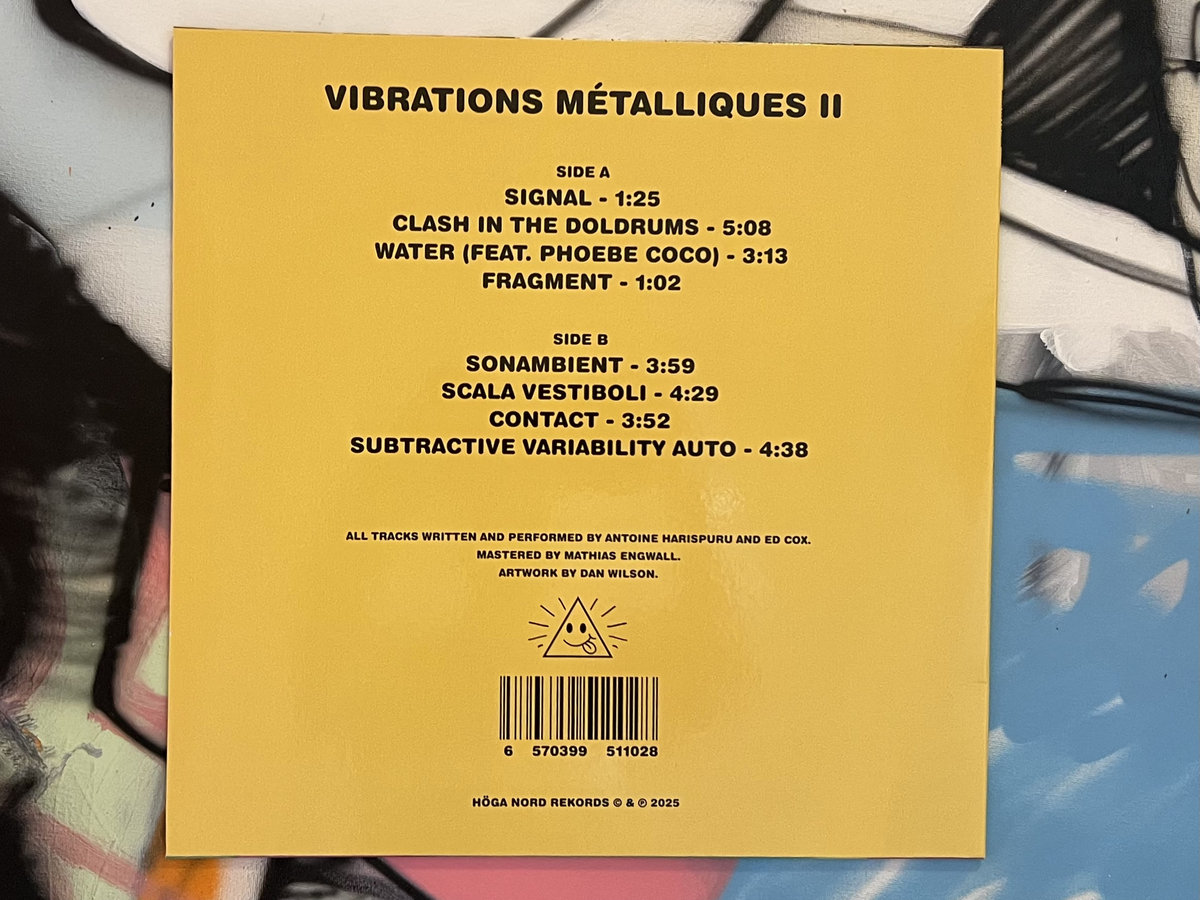 VIBRATIONS MÉTALLIQUES II
SIDE A
SIGNAL - 1:25
CLASH IN THE DOLDRUMS - 5:08
WATER (FEAT. PHOEBE COCO) - 3:13
FRAGMENT - 1:02
SIDE B
SONAMBIENT - 3:59
SCALA VESTIBOLI - 4:29
CONTACT - 3:52
SUBTRACTIVE VARIABILITY AUTO - 4:38
ALL TRACKS WRITTEN AND PERFORMED BY ANTOINE HARISPURU AND ED COX.
MASTERED BY MATHIAS ENGWALL.
ARTWORK BY DAN WILSON.
6 570399 511028
HÖGA NORD REKORDS © & ℗ 2025